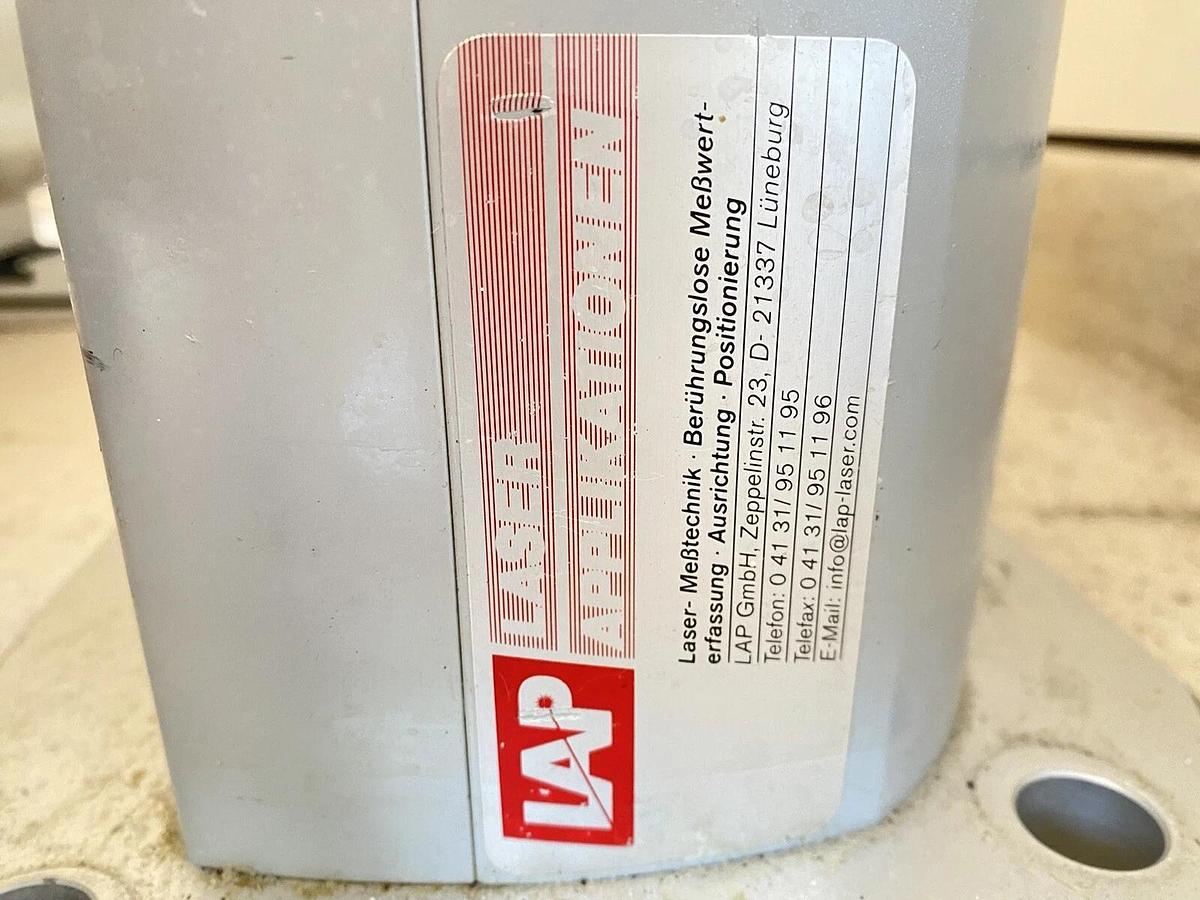 LAP
LASER
APPLIKATIONEN
Laser- Meßtechnik · Berührungslose Meßwert-
erfassung · Ausrichtung · Positionierung
LAP GmbH, Zeppelinstr. 23, D- 21337 Lüneburg
Telefon: 0 41 31/ 95 11 95
Telefax: 0 41 31/ 95 11 96
E-Mail: info@lap-laser.com